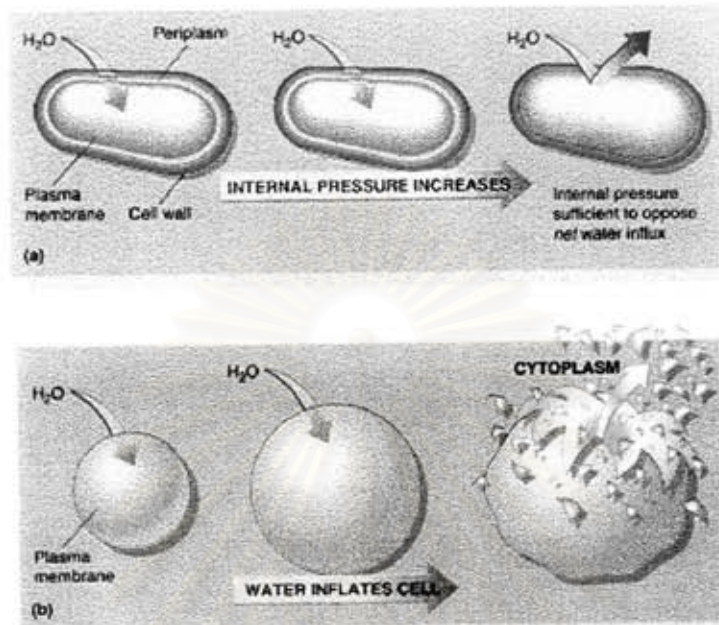 H₂O
Periplasm
H₂O
H₂O
Plasma
membrane
Cell wall
INTERNAL PRESSURE INCREASES
Internal pressure
sufficient to oppose
net water influx
(a)
H₂O
H₂O
CYTOPLASM
Plasma
membrane
WATER INFLATES CELL
(b)